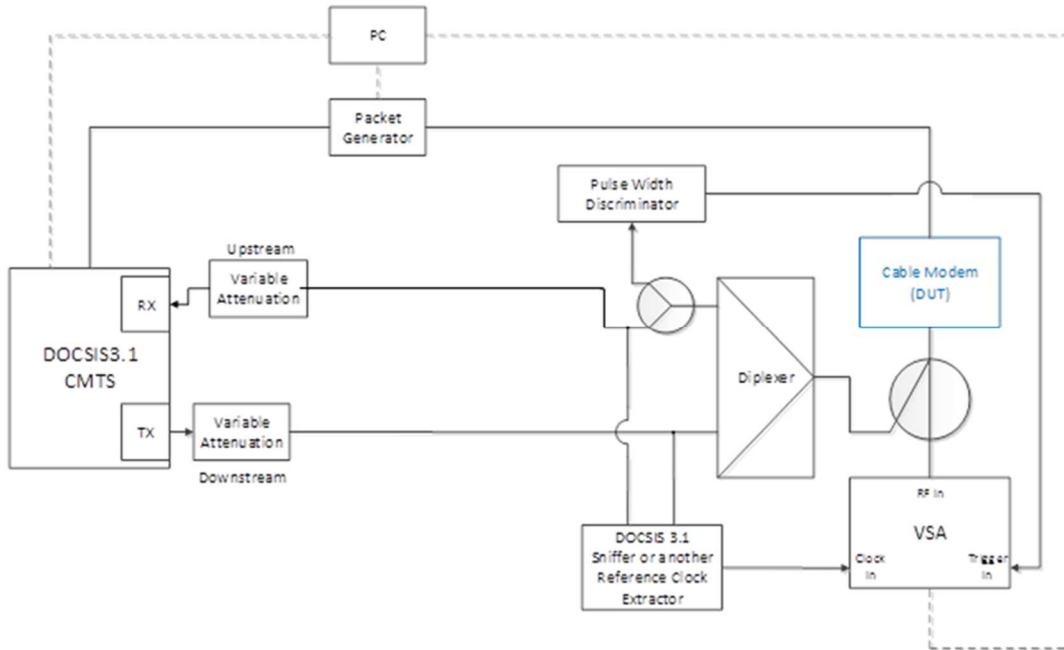 PC
Packet
Generator
Pulse Width
Discriminator
Upstream
Variable
Attenuation
Cable Modem
(DUT)
RX
DOCSIS3.1
CMTS
Diplexer
TX
Variable
Attenuation
Downstream
RF In
VSA
DOCSIS 3.1
Sniffer or another
Reference Clock
Extractor
Clock
In
Trigger
In